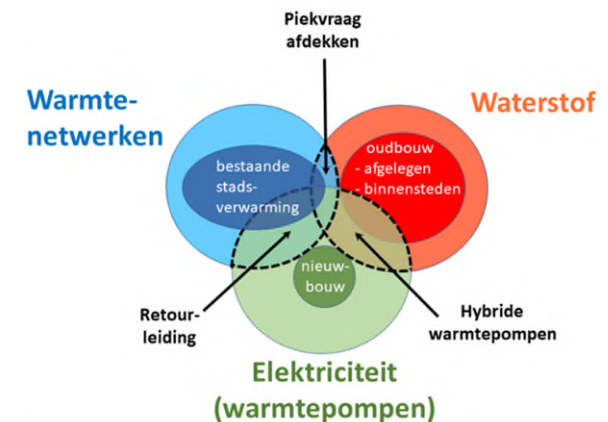 Piekvraag
afdekken
Warmte-
netwerken
Waterstof
bestaande
stads-
verwarming
oudbouw
- afgelegen
- binnensteden
nieuw-
bouw
Retour-
leiding
Hybride
warmtepompen
Elektriciteit
(warmtepompen)